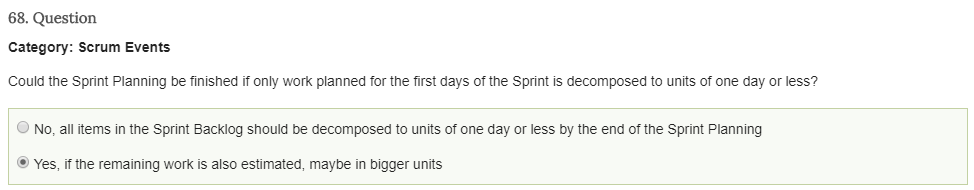 68. Question
Category: Scrum Events
Could the Sprint Planning be finished if only work planned for the first days of the Sprint is decomposed to units of one day or less?
No, all items in the Sprint Backlog should be decomposed to units of one day or less by the end of the Sprint Planning
Yes, if the remaining work is also estimated, maybe in bigger units